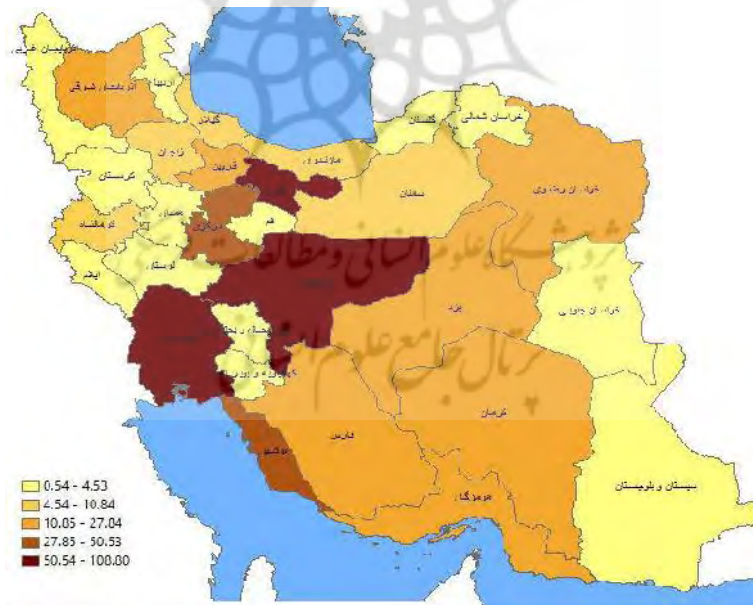 آذربایجان غربی
اردبیل
آذربایجان شرقی
گیلان
خراسان شمالی
گلستان
زنجان
مازندران
قزوین
کردستان
سمنان
خراسان رضوی
همدان
قم
مرکزی
کرمانشاه
پژوهشگاه علوم انسانی و مطالعات فرهنگی
لرستان
ایلام
یزد
خراسان جنوبی
پرتال جامع علوم انسانی
کرمان
فارس
بوشهر
هرمزگان
سیستان و بلوچستان
0.54 - 4.53
4.54 - 10.84
10.85 - 27.84
27.85 - 50.53
50.54 - 100.00